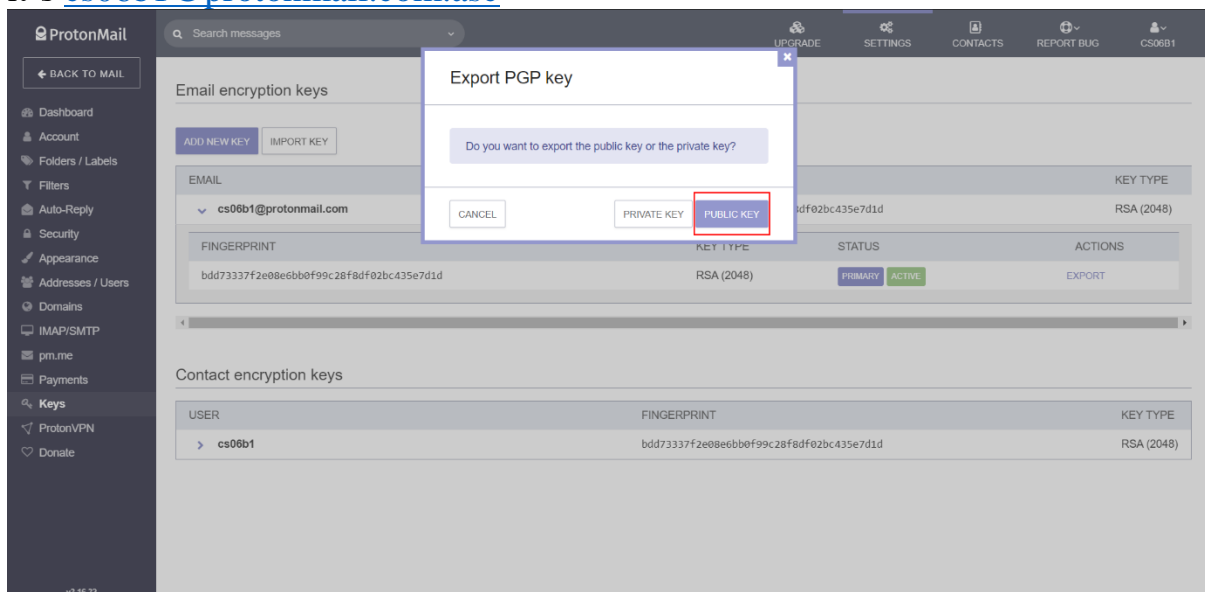 ProtonMail
Search messages
UPGRADE
SETTINGS
CONTACTS
REPORT BUG
CS06B1
BACK TO MAIL
Dashboard
Account
Folders / Labels
Filters
Auto-Reply
Security
Appearance
Addresses / Users
Domains
IMAP/SMTP
pm.me
Payments
Keys
ProtonVPN
Donate
Email encryption keys
ADD NEW KEY
IMPORT KEY
Export PGP key
Do you want to export the public key or the private key?
CANCEL
PRIVATE KEY
PUBLIC KEY
EMAIL KEY TYPE
cs06b1@protonmail.com df02bc435e7d1d RSA (2048)
FINGERPRINT KEY TYPE STATUS ACTIONS
bdd73337f2e08e6bb0f99c28f8df02bc435e7d1d RSA (2048) PRIMARY ACTIVE EXPORT
Contact encryption keys
USER FINGERPRINT KEY TYPE
cs06b1 bdd73337f2e08e6bb0f99c28f8df02bc435e7d1d RSA (2048)